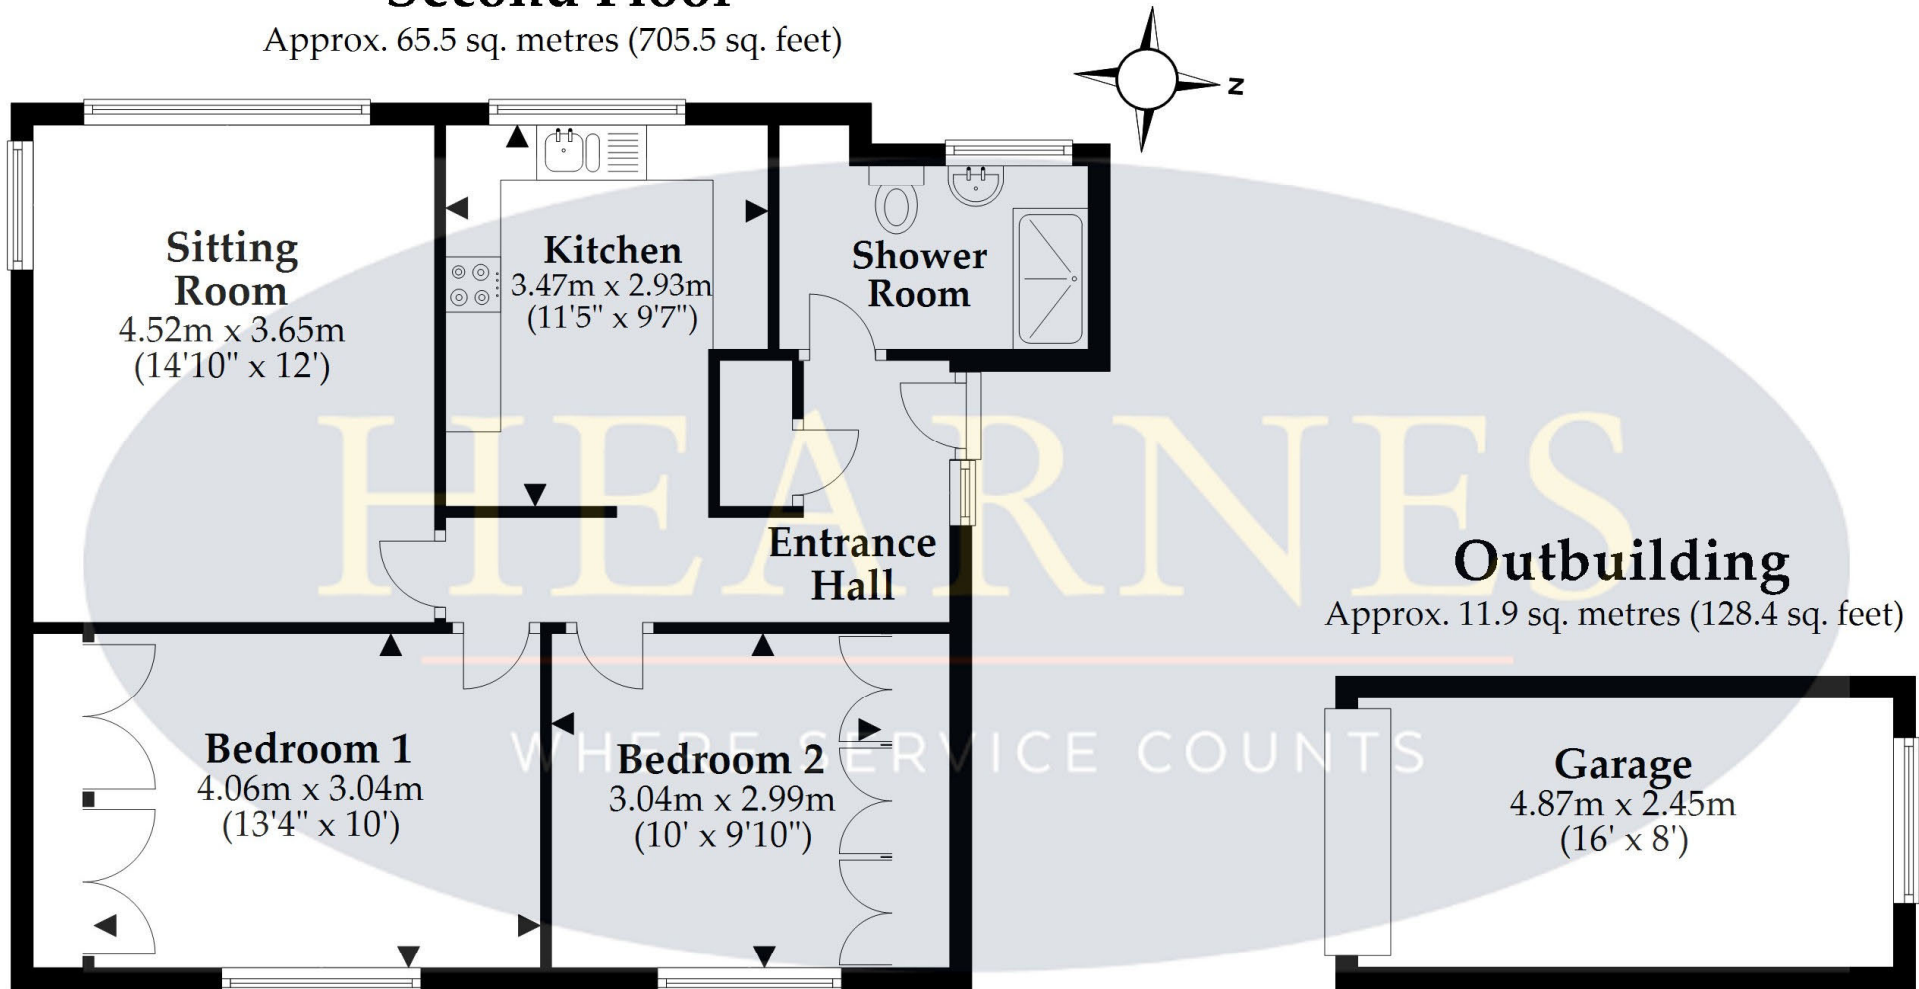 Second Floor
Approx. 65.5 sq. metres (705.5 sq. feet)
N
Sitting
Room
4.52m x 3.65m
(14'10" x 12')
Kitchen
3.47m x 2.93m
(11'5" x 9'7")
Shower
Room
Entrance
Hall
HEARNES
WHERE SERVICE COUNTS
Bedroom 1
4.06m x 3.04m
(13'4" x 10')
Bedroom 2
3.04m x 2.99m
(10' x 9'10")
Outbuilding
Approx. 11.9 sq. metres (128.4 sq. feet)
Garage
4.87m x 2.45m
(16' x 8')